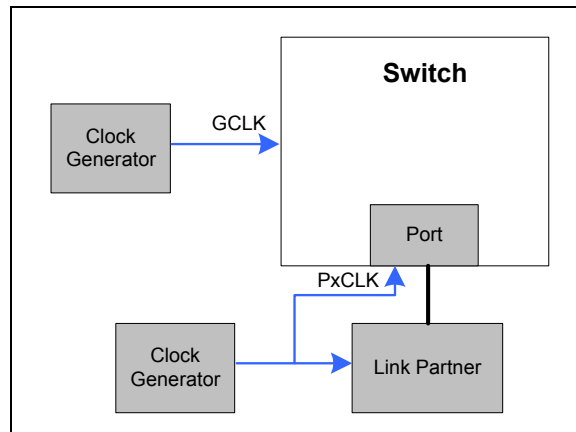 Switch
Clock
Generator
GCLK
Port
PxCLK
Clock
Generator
Link Partner